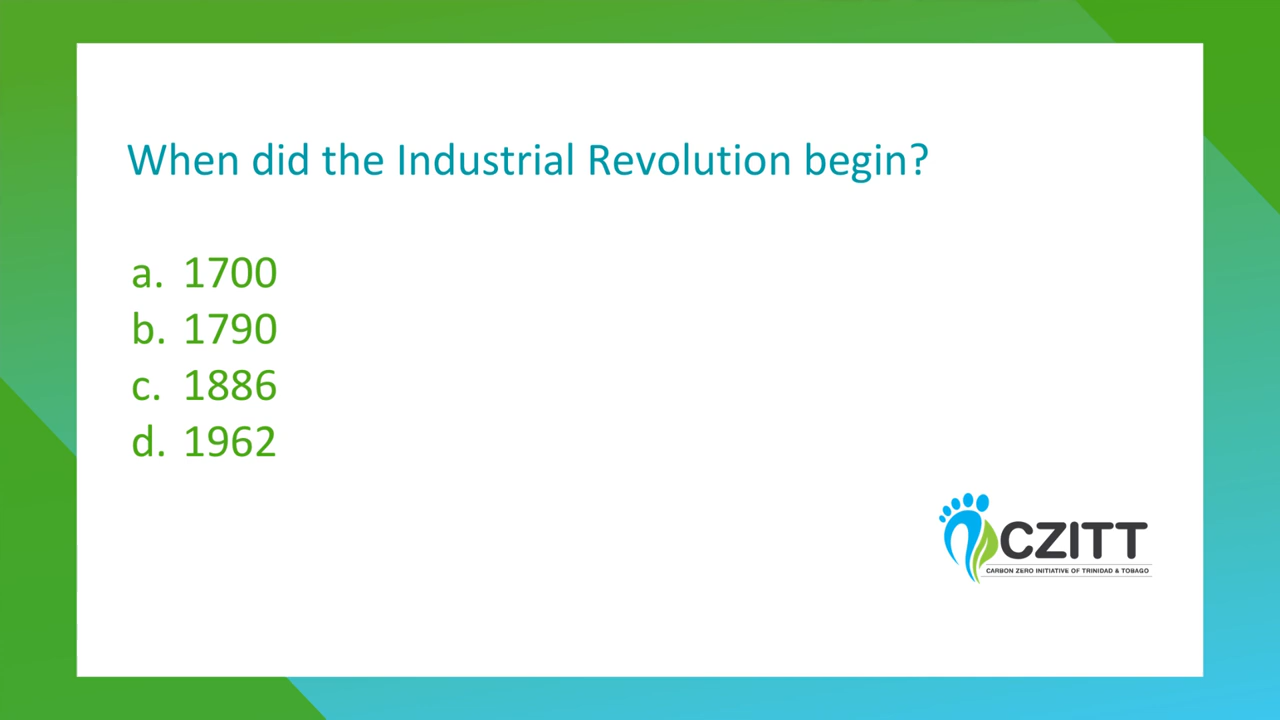 When did the Industrial Revolution begin?
a. 1700
b. 1790
c. 1886
d. 1962
CZITT
CARBON ZERO INITIATIVE OF TRINIDAD & TOBAGO